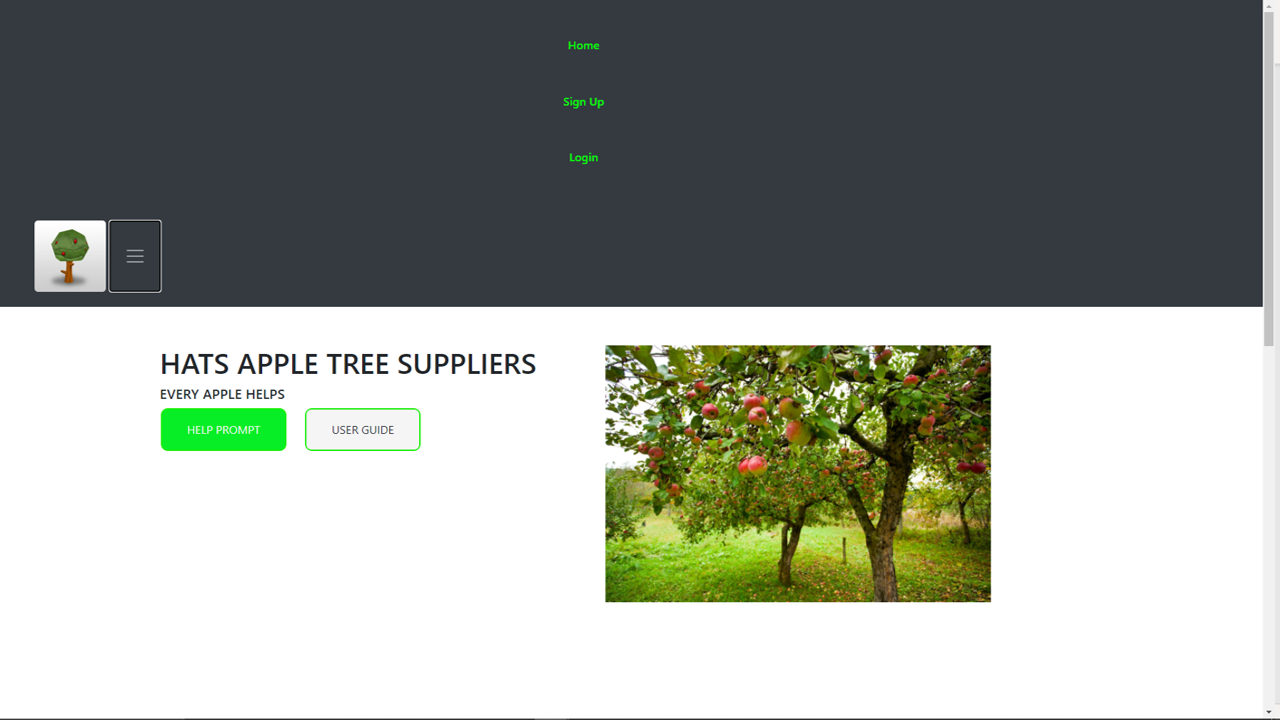 Home
Sign Up
Login
HATS APPLE TREE SUPPLIERS
EVERY APPLE HELPS
HELP PROMPT
USER GUIDE